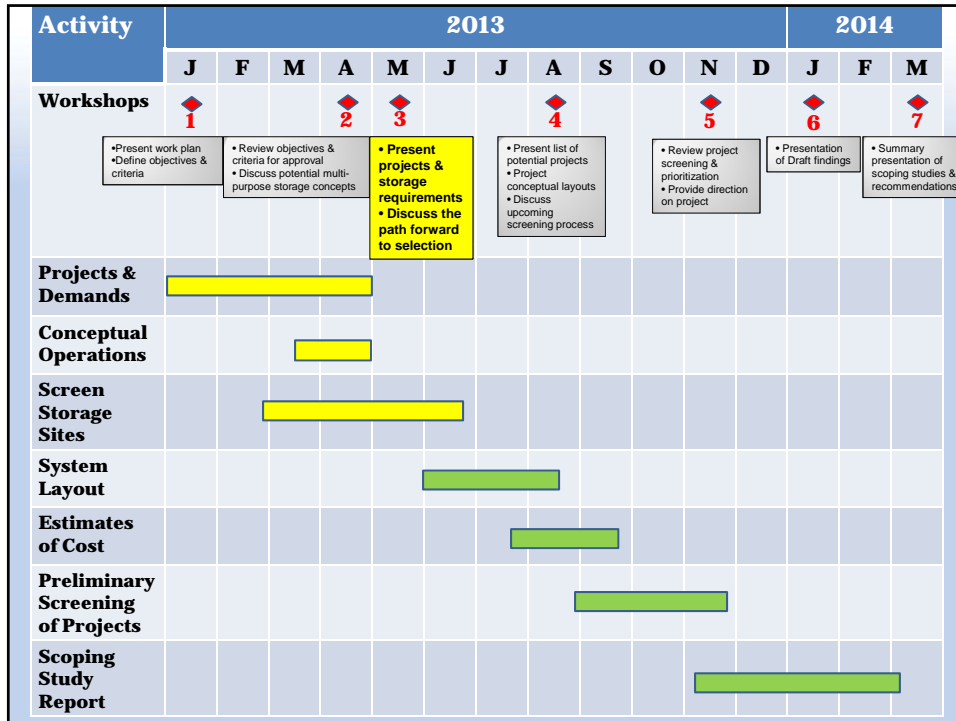 Activity
2013
2014
J F M A M J J A S O N D J F M
Workshops
1
2
3
4
5
6
7
•Present work plan
•Define objectives &
criteria
• Review objectives &
criteria for approval
• Discuss potential multi-
purpose storage concepts
• Present
projects &
storage
requirements
• Discuss the
path forward
to selection
• Present list of
potential projects
• Project
conceptual layouts
• Discuss
upcoming
screening process
• Review project
screening &
prioritization
• Provide direction
on project
• Presentation
of Draft findings
• Summary
presentation of
scoping studies &
recommendations
Projects &
Demands
Conceptual
Operations
Screen
Storage
Sites
System
Layout
Estimates
of Cost
Preliminary
Screening
of Projects
Scoping
Study
Report